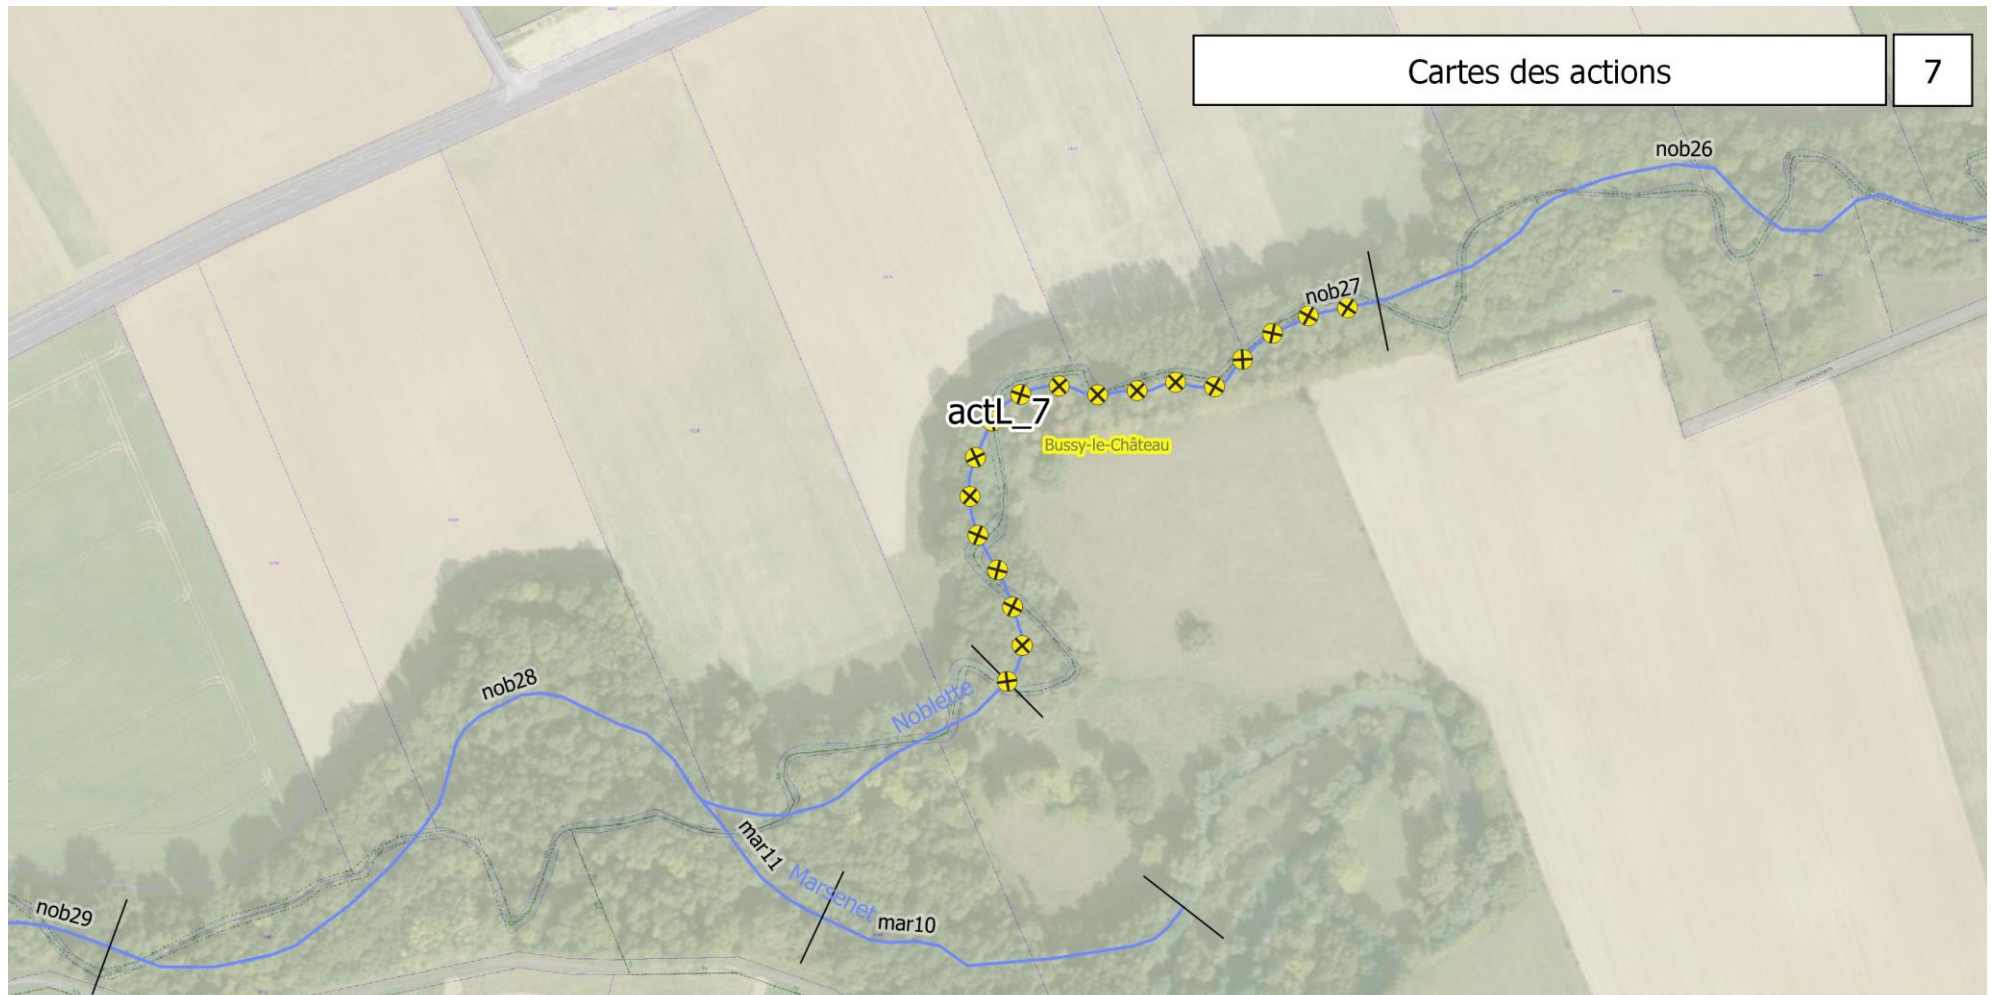 Cartes des actions
7
nob26
nob27
actL_7
Bussy-le-Château
nob28
Noblette
mar11
Marsenet
mar10
nob29